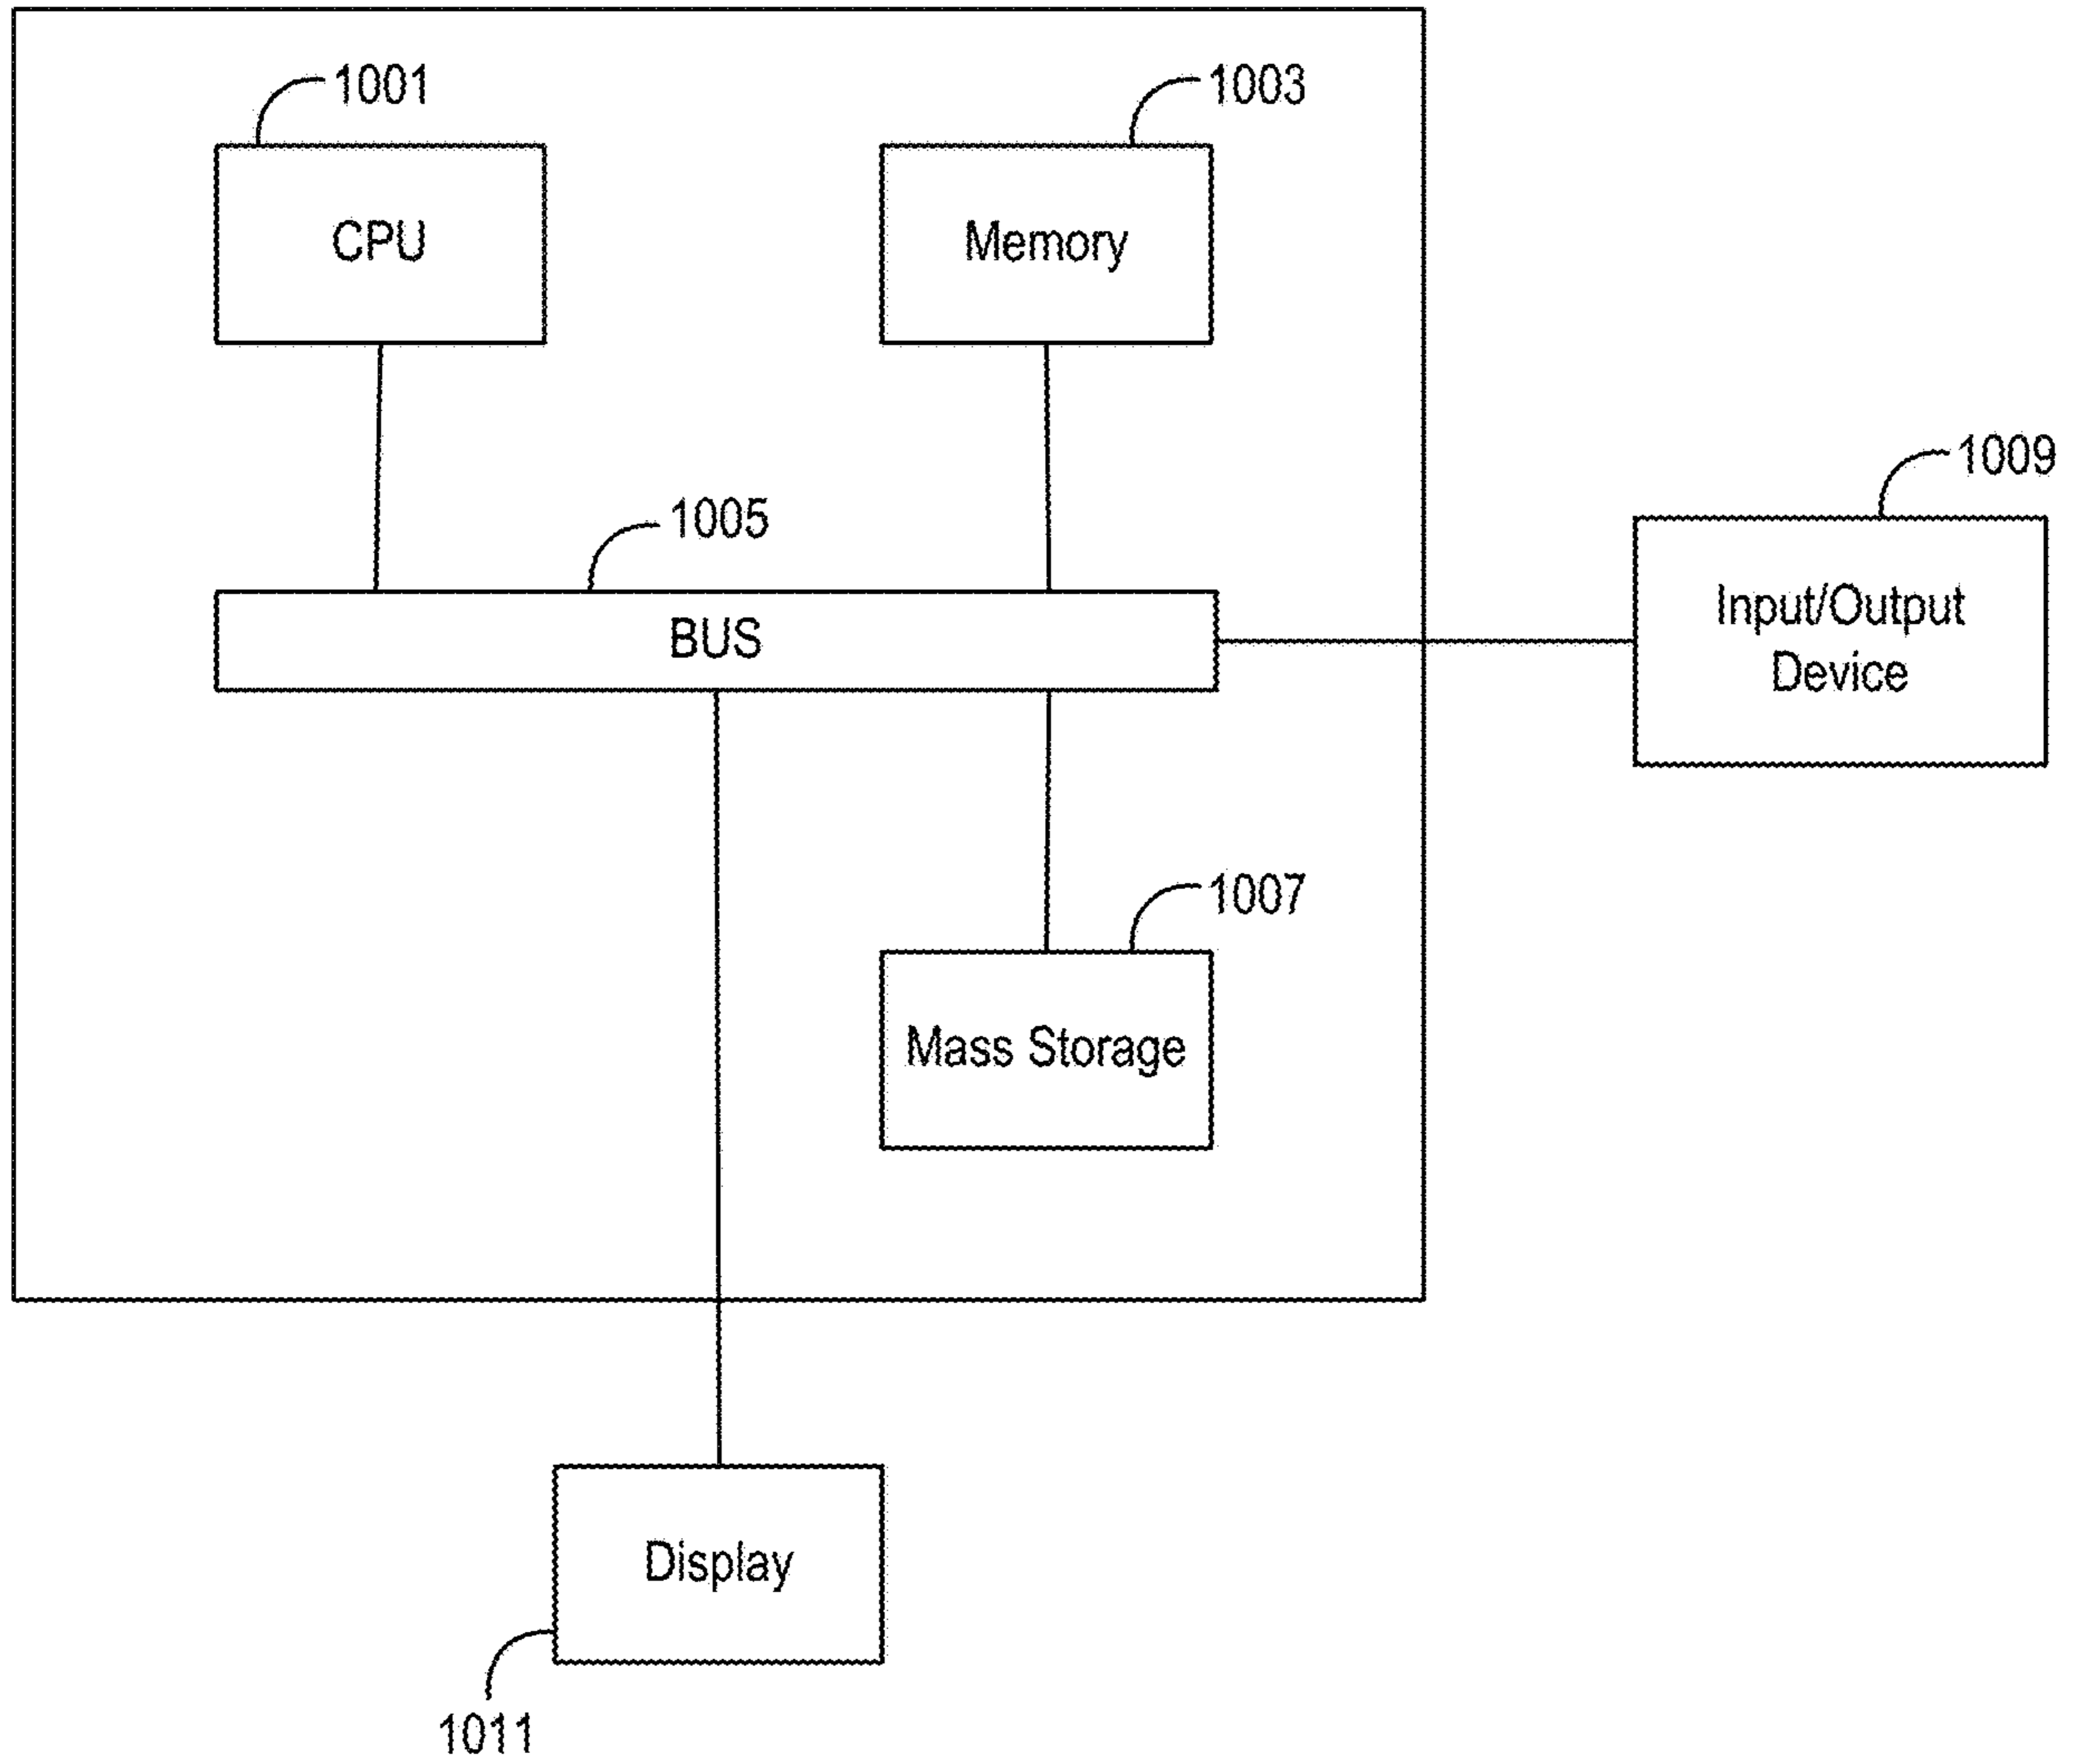 1001
1003
CPU
Memory
1009
1005
Input/Output
Device
BUS
1007
Mass Storage
Display
1011